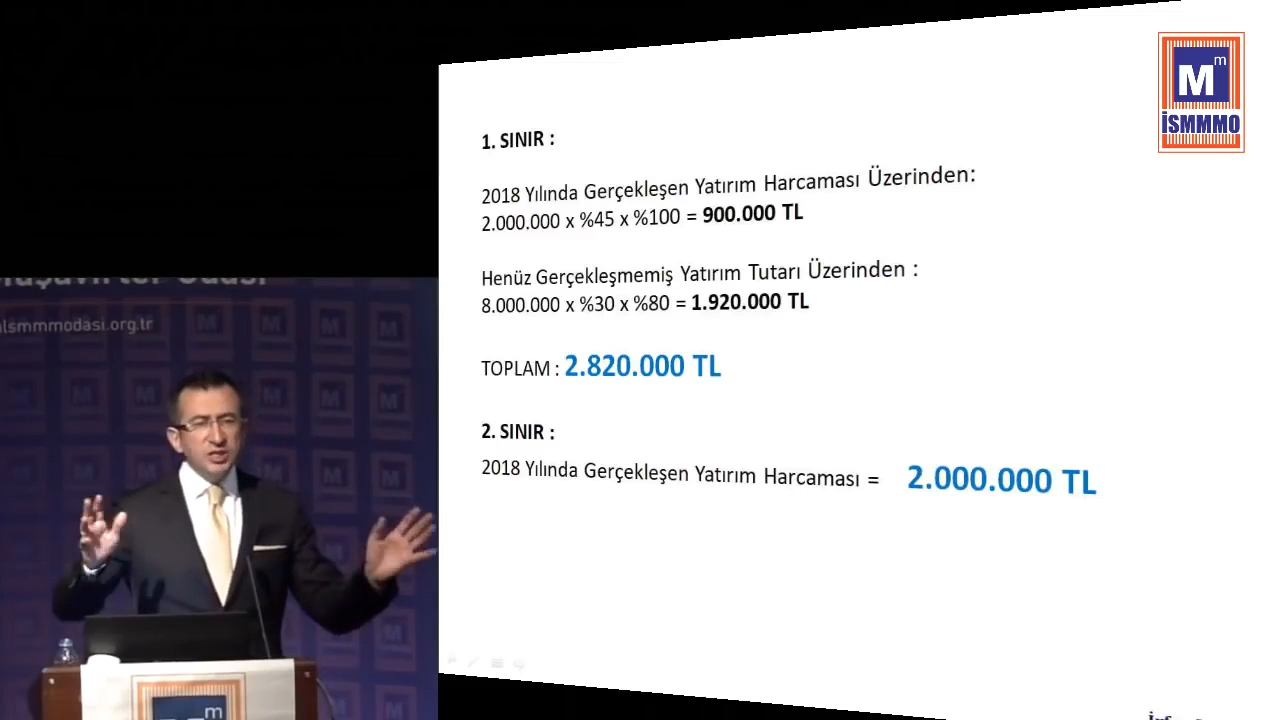 M m
İSMMMO
1. SINIR :
2018 Yılında Gerçekleşen Yatırım Harcaması Üzerinden:
2.000.000 x %45 x %100 = 900.000 TL
Henüz Gerçekleşmemiş Yatırım Tutarı Üzerinden :
8.000.000 x %30 x %80 = 1.920.000 TL
TOPLAM : 2.820.000 TL
2. SINIR :
2018 Yılında Gerçekleşen Yatırım Harcaması = 2.000.000 TL
Odası
lsmmmodasi.org.tr
m